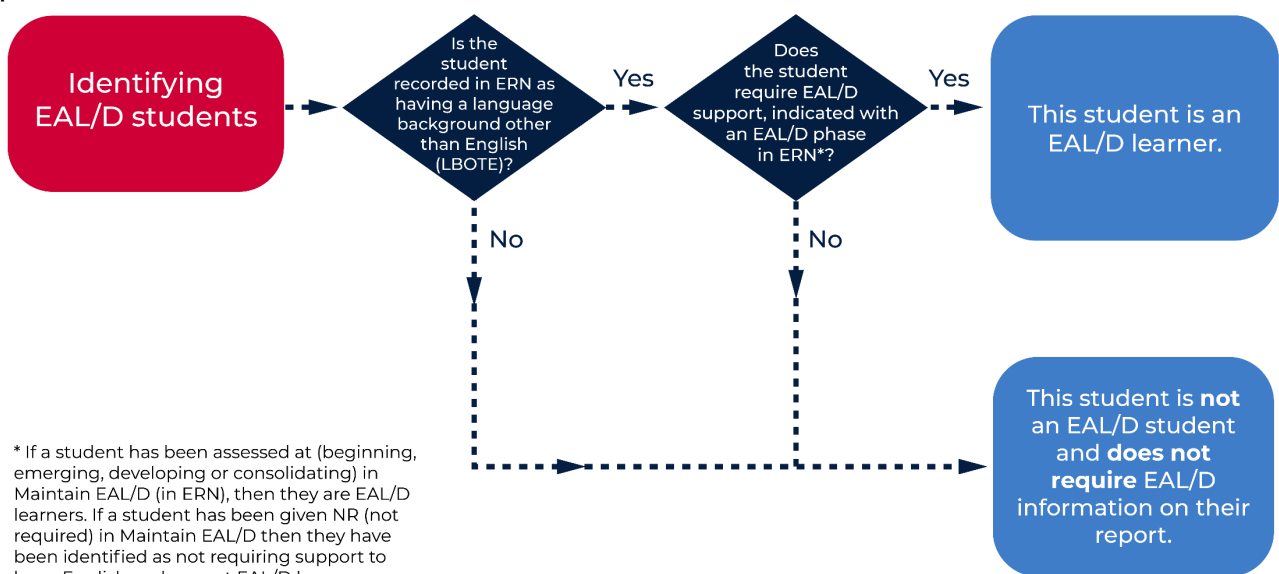 Identifying
EAL/D students
Is the
student
recorded in ERN as
having a language
background other
than English
(LBOTE)?
Yes
Does
the student
require EAL/D
support, indicated with
an EAL/D phase
in ERN*?
Yes
This student is an
EAL/D learner.
No
No
This student is not
an EAL/D student
and does not
require EAL/D
information on their
report.
* If a student has been assessed at (beginning,
emerging, developing or consolidating) in
Maintain EAL/D (in ERN), then they are EAL/D
learners. If a student has been given NR (not
required) in Maintain EAL/D then they have
been identified as not requiring support to